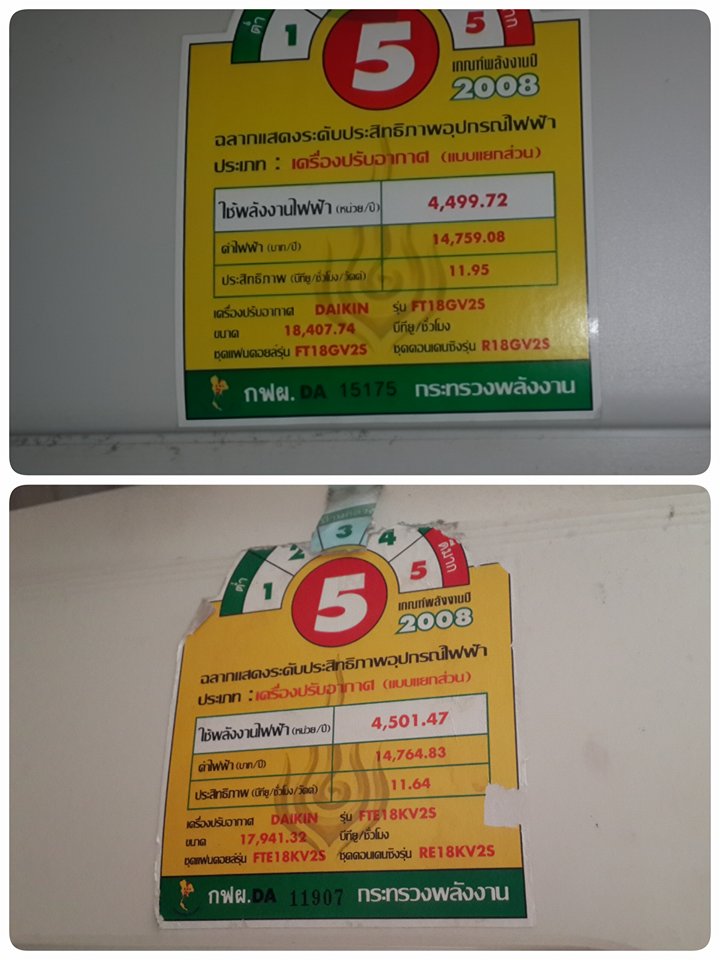 ต่ำ 1 5 5 มาก
เกณฑ์พลังงานปี
2008
ฉลากแสดงระดับประสิทธิภาพอุปกรณ์ไฟฟ้า
ประเภท : เครื่องปรับอากาศ (แบบแยกส่วน)
ใช้พลังงานไฟฟ้า (หน่วย/ปี) 4,499.72
ค่าไฟฟ้า (บาท/ปี) 14,759.08
ประสิทธิภาพ (บีทียู/ชั่วโมง/วัตต์) 11.95
เครื่องปรับอากาศ DAIKIN รุ่น FT18GV2S
ขนาด 18,407.74 บีทียู/ชั่วโมง
ชุดแฟนคอยล์รุ่น FT18GV2S ชุดคอนเดนซิ่งรุ่น R18GV2S
กฟผ. DA 15175 กระทรวงพลังงาน
ปานกลาง
ต่ำ 1 2 3 4 5 ดีมาก
5
เกณฑ์พลังงานปี
2008
ฉลากแสดงระดับประสิทธิภาพอุปกรณ์ไฟฟ้า
ประเภท : เครื่องปรับอากาศ (แบบแยกส่วน)
ใช้พลังงานไฟฟ้า (หน่วย/ปี) 4,501.47
ค่าไฟฟ้า (บาท/ปี) 14,764.83
ประสิทธิภาพ (บีทียู/ชั่วโมง/วัตต์) 11.64
เครื่องปรับอากาศ DAIKIN รุ่น FTE18KV2S
ขนาด 17,941.32 บีทียู/ชั่วโมง
ชุดแฟนคอยล์รุ่น FTE18KV2S ชุดคอนเดนซิ่งรุ่น RE18KV2S
กฟผ. DA 11907 กระทรวงพลังงาน